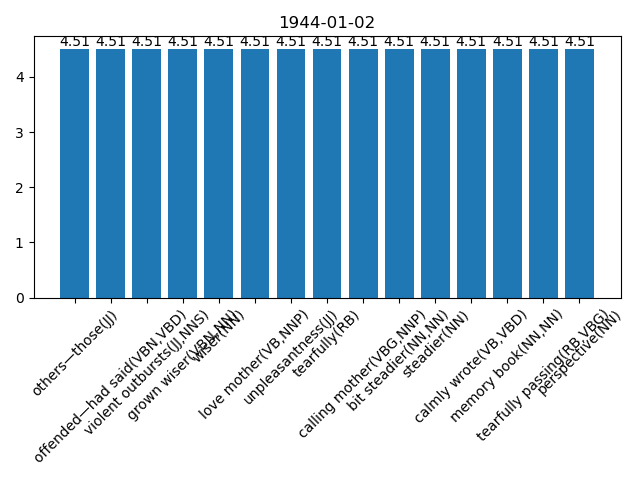 1944-01-02
4.51 4.51 4.51 4.51 4.51 4.51 4.51 4.51 4.51 4.51 4.51 4.51 4.51 4.51 4.51
4
3
2
1
0
others—those(JJ)
offended—had said(VBN,VBD)
violent outbursts(JJ,NNS)
grown wiser(VBN,NN)
wiser(NN)
love mother(VB,NNP)
unpleasantness(JJ)
tearfully(RB)
calling mother(VBG,NNP)
bit steadier(NN,NN)
steadier(NN)
calmly wrote(VB,VBD)
memory book(NN,NN)
tearfully passing(RB,VBG)
perspective(NN)